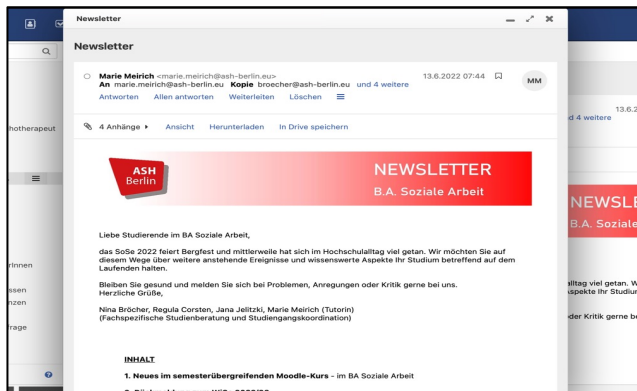 Newsletter
Newsletter
Marie Meirich <marie.meirich@ash-berlin.eu>
13.6.2022 07:44
MM
An marie.meirich@ash-berlin.eu Kopie broecher@ash-berlin.eu und 4 weitere
Antworten Allen antworten Weiterleiten Löschen
4 Anhänge Ansicht Herunterladen In Drive speichern
ASH
Berlin
NEWSLETTER
B.A. Soziale Arbeit
Liebe Studierende im BA Soziale Arbeit,
das SoSe 2022 feiert Bergfest und mittlerweile hat sich im Hochschulalltag viel getan. Wir möchten Sie auf
diesem Wege über weitere anstehende Ereignisse und wissenswerte Aspekte Ihr Studium betreffend auf dem
Laufenden halten.
Bleiben Sie gesund und melden Sie sich bei Problemen, Anregungen oder Kritik gerne bei uns.
Herzliche Grüße,
Nina Bröcher, Regula Corsten, Jana Jelitzki, Marie Meirich (Tutorin)
(Fachspezifische Studienberatung und Studiengangskoordination)
INHALT
1. Neues im semesterübergreifenden Moodle-Kurs - im BA Soziale Arbeit
hotherapeut
rInnen
ssen
nzen
frage
13.6.2
d 4 weitere
NEWSLE
B.A. Soziale
alltag viel getan. W
spekte Ihr Studium
der Kritik gerne be